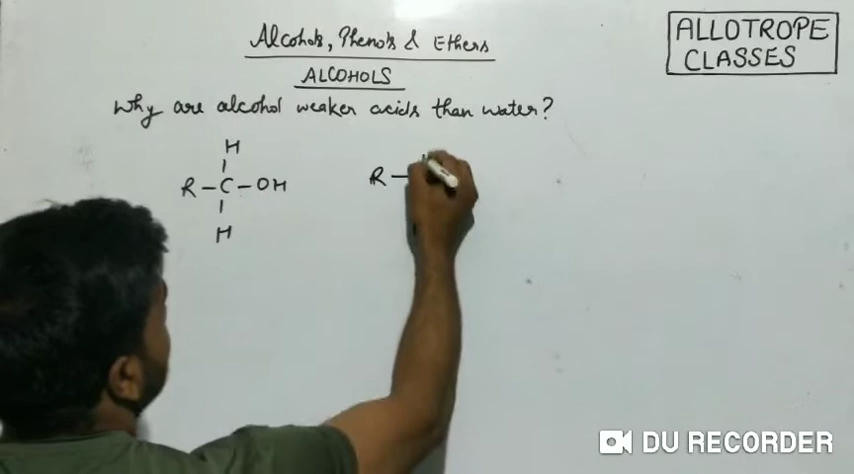 Alcohols, Phenols & Ethers
ALCOHOLS
Why are alcohol weaker acids than water?
ALLOTROPE
CLASSES
H
R-C-OH
H
R-
DU RECORDER